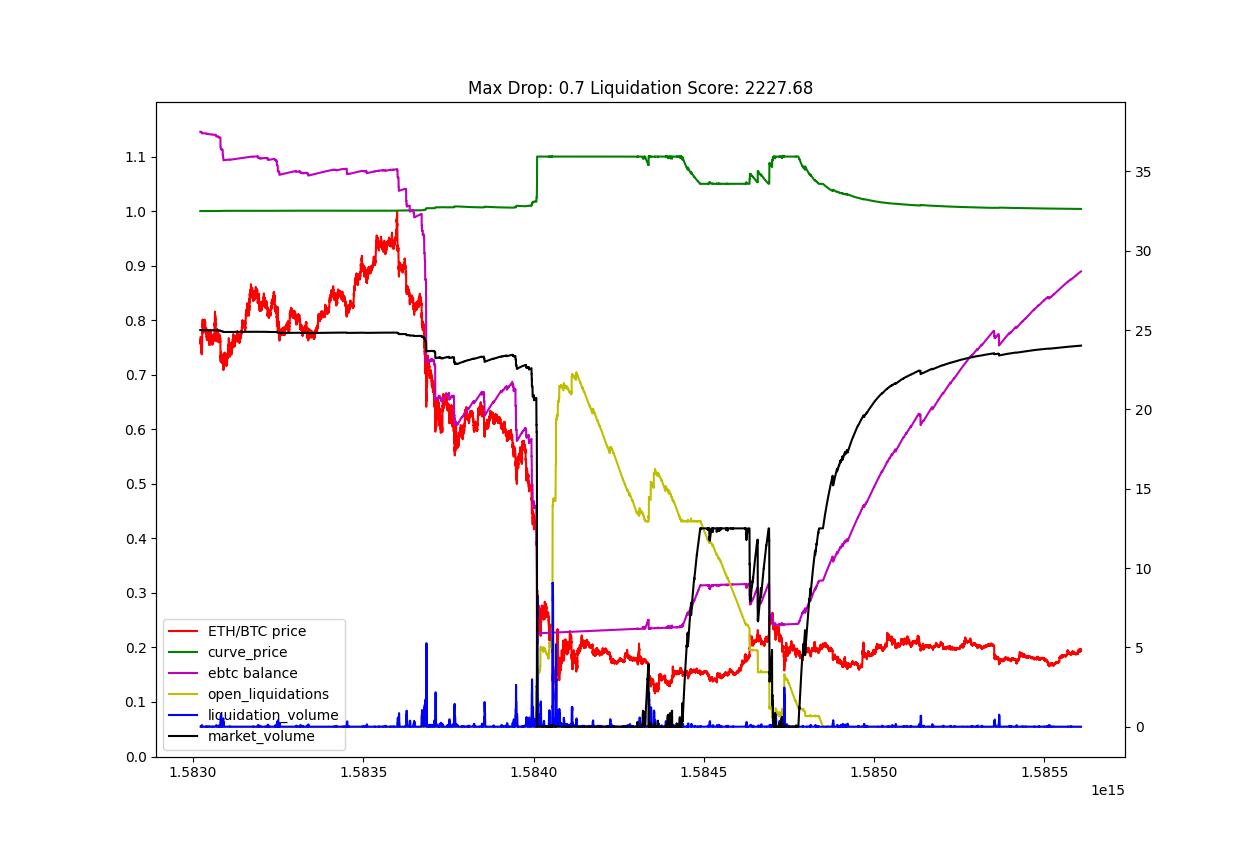 Max Drop: 0.7 Liquidation Score: 2227.68
1.1
1.0
0.9
0.8
0.7
0.6
0.5
0.4
0.3
0.2
0.1
0.0
35
30
25
20
15
10
5
0
ETH/BTC price
curve_price
ebtc balance
open_liquidations
liquidation_volume
market_volume
1.5830 1.5835 1.5840 1.5845 1.5850 1.5855
1e15